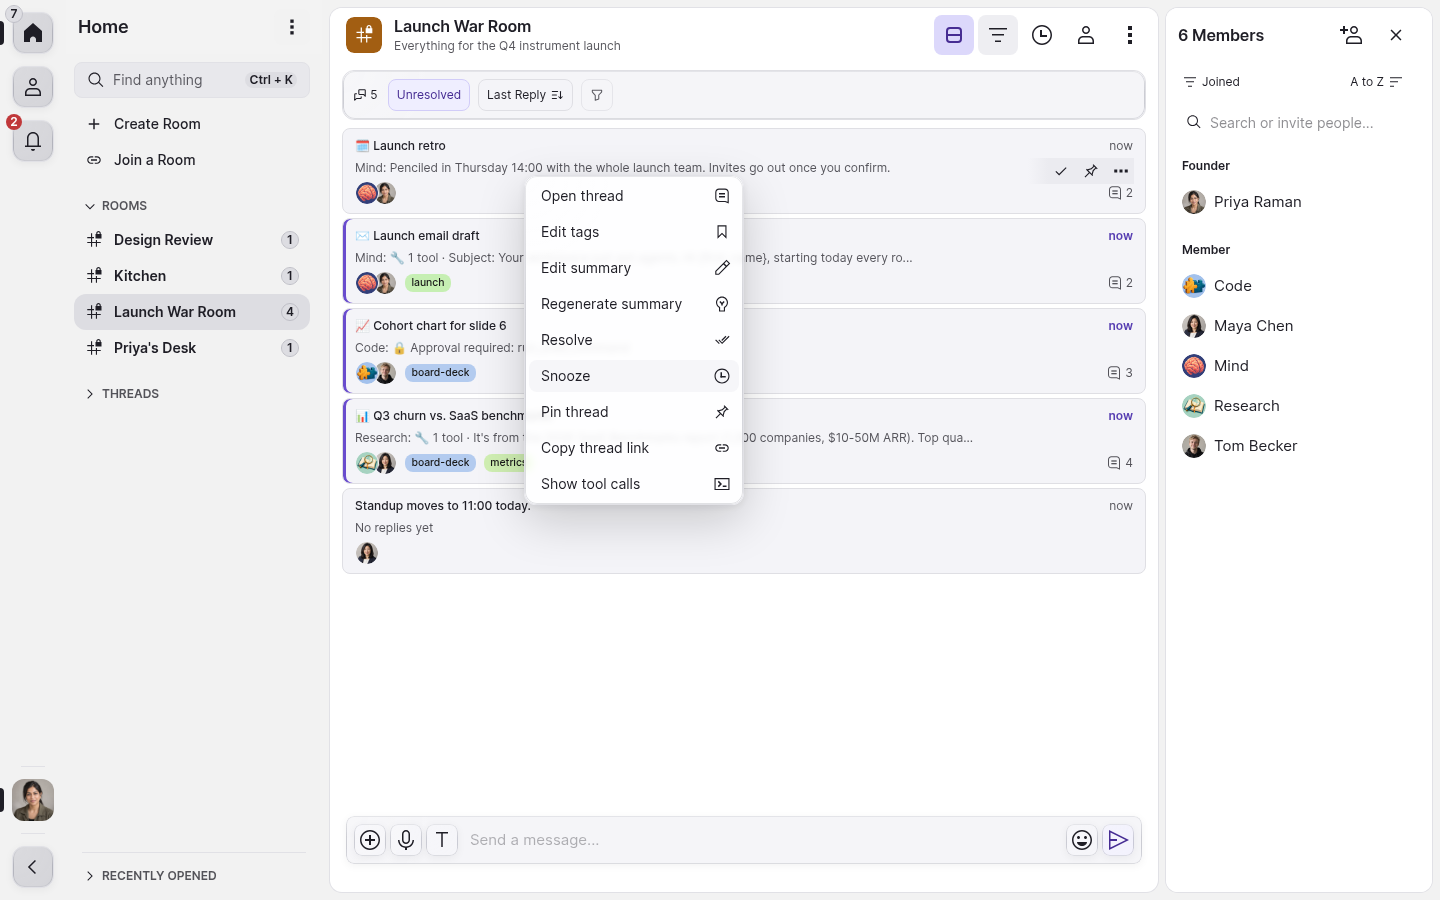 7
2
Home
Find anything
Ctrl + K
Create Room
Join a Room
ROOMS
Design Review
1
Kitchen
1
Launch War Room
4
Priya's Desk
1
THREADS
RECENTLY OPENED
Launch War Room
Everything for the Q4 instrument launch
5
Unresolved
Last Reply
Launch retro
now
Mind: Penciled in Thursday 14:00 with the whole launch team. Invites go out once you confirm.
2
Launch email draft
now
Mind: 🔧 1 tool · Subject: Your
me}, starting today every ro...
launch
2
Cohort chart for slide 6
now
Code: 🔒 Approval required:
board-deck
3
Q3 churn vs. SaaS benchm
now
Research: 🔧 1 tool · It's from
00 companies, $10-50M ARR). Top qua...
board-deck
metrics
4
Standup moves to 11:00 today.
now
No replies yet
Open thread
Edit tags
Edit summary
Regenerate summary
Resolve
Snooze
Pin thread
Copy thread link
Show tool calls
T
Send a message...
6 Members
Joined
A to Z
Search or invite people...
Founder
Priya Raman
Member
Code
Maya Chen
Mind
Research
Tom Becker